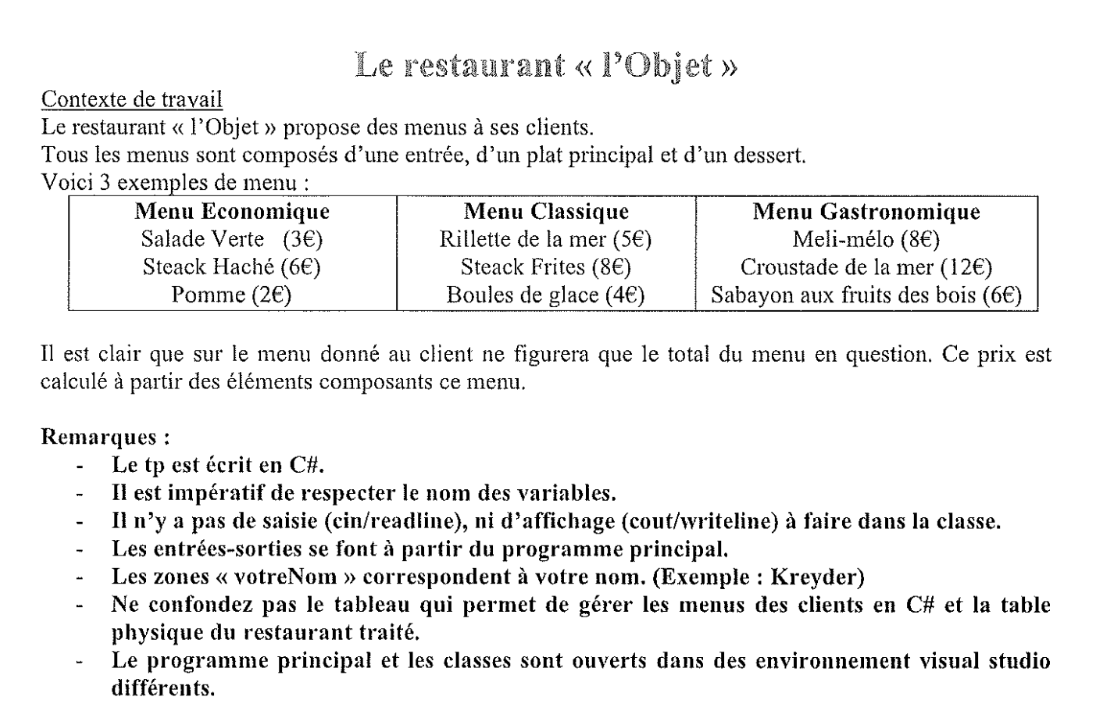 Le restaurant « l'Objet »
Contexte de travail
Le restaurant « l'Objet » propose des menus à ses clients.
Tous les menus sont composés d'une entrée, d'un plat principal et d'un dessert.
Voici 3 exemples de menu :
Menu Economique Menu Classique Menu Gastronomique
Salade Verte (3€) Rillette de la mer (5€) Meli-mélo (8€)
Steack Haché (6€) Steack Frites (8€) Croustade de la mer (12€)
Pomme (2€) Boules de glace (4€) Sabayon aux fruits des bois (6€)
Il est clair que sur le menu donné au client ne figurera que le total du menu en question. Ce prix est
calculé à partir des éléments composants ce menu.
Remarques :
- Le tp est écrit en C#.
- Il est impératif de respecter le nom des variables.
- Il n'y a pas de saisie (cin/readline), ni d'affichage (cout/writeline) à faire dans la classe.
- Les entrées-sorties se font à partir du programme principal.
- Les zones « votreNom » correspondent à votre nom. (Exemple : Kreyder)
- Ne confondez pas le tableau qui permet de gérer les menus des clients en C# et la table
physique du restaurant traité.
- Le programme principal et les classes sont ouverts dans des environnement visual studio
différents.